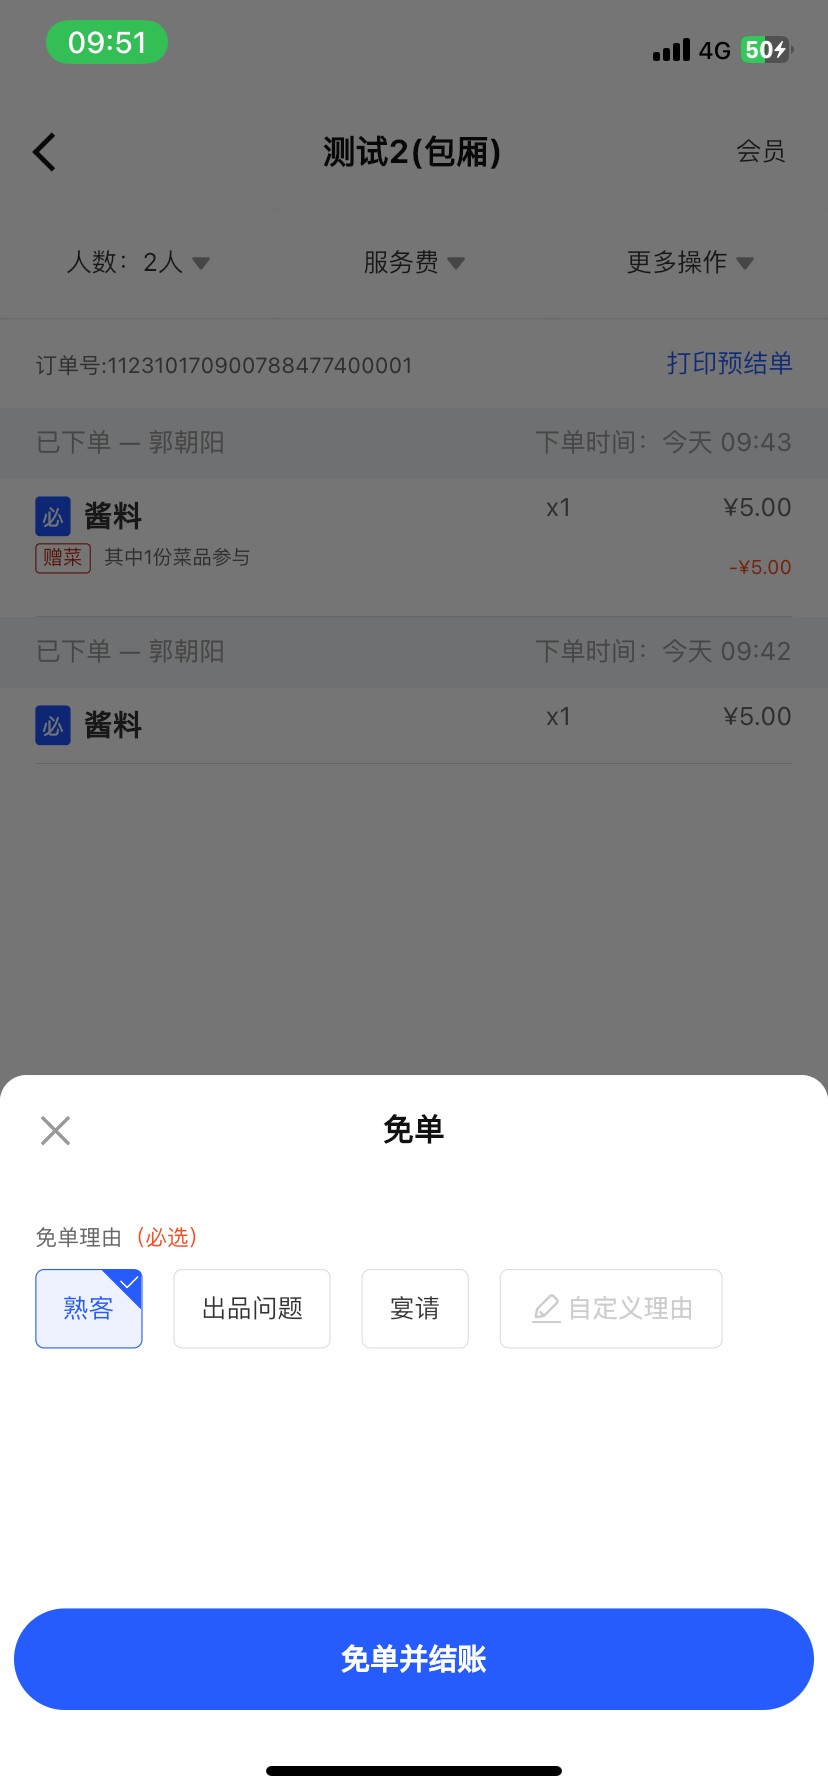 09:51
4G 50
测试2(包厢)
会员
人数：2人
服务费
更多操作
订单号:112310170900788477400001
打印预结单
已下单 — 郭朝阳
下单时间：今天 09:43
必 酱料 x1 ¥5.00
赠菜 其中1份菜品参与 -¥5.00
已下单 — 郭朝阳
下单时间：今天 09:42
必 酱料 x1 ¥5.00
免单
免单理由（必选）
熟客
出品问题
宴请
自定义理由
免单并结账